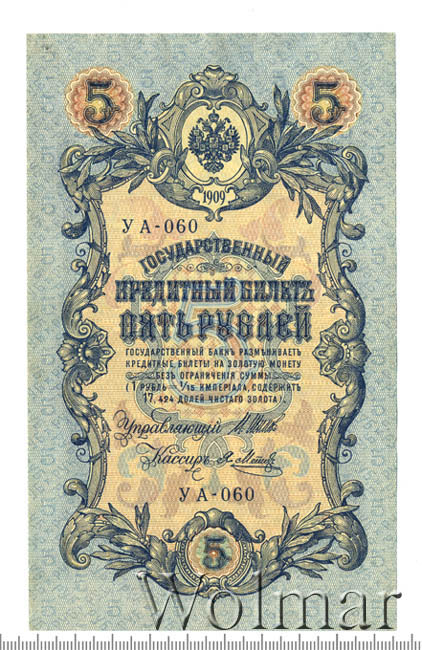 5 5
1909
УА-060
ГОСУДАРСТВЕННЫЙ
КРЕДИТНЫЙ БИЛЕТЪ
ПЯТЬ РУБЛЕЙ
ГОСУДАРСТВЕННЫЙ БАНКЪ РАЗМѢНИВАЕТЪ
КРЕДИТНЫЕ БИЛЕТЫ НА ЗОЛОТУЮ МОНЕТУ
БЕЗЪ ОГРАНИЧЕНІЯ СУММЫ
(1 РУБЛЬ = 1/15 ИМПЕРІАЛА, СОДЕРЖИТЪ
17,424 ДОЛЕЙ ЧИСТАГО ЗОЛОТА).
Управляющій
Кассиръ
УА-060
5
Wolmar